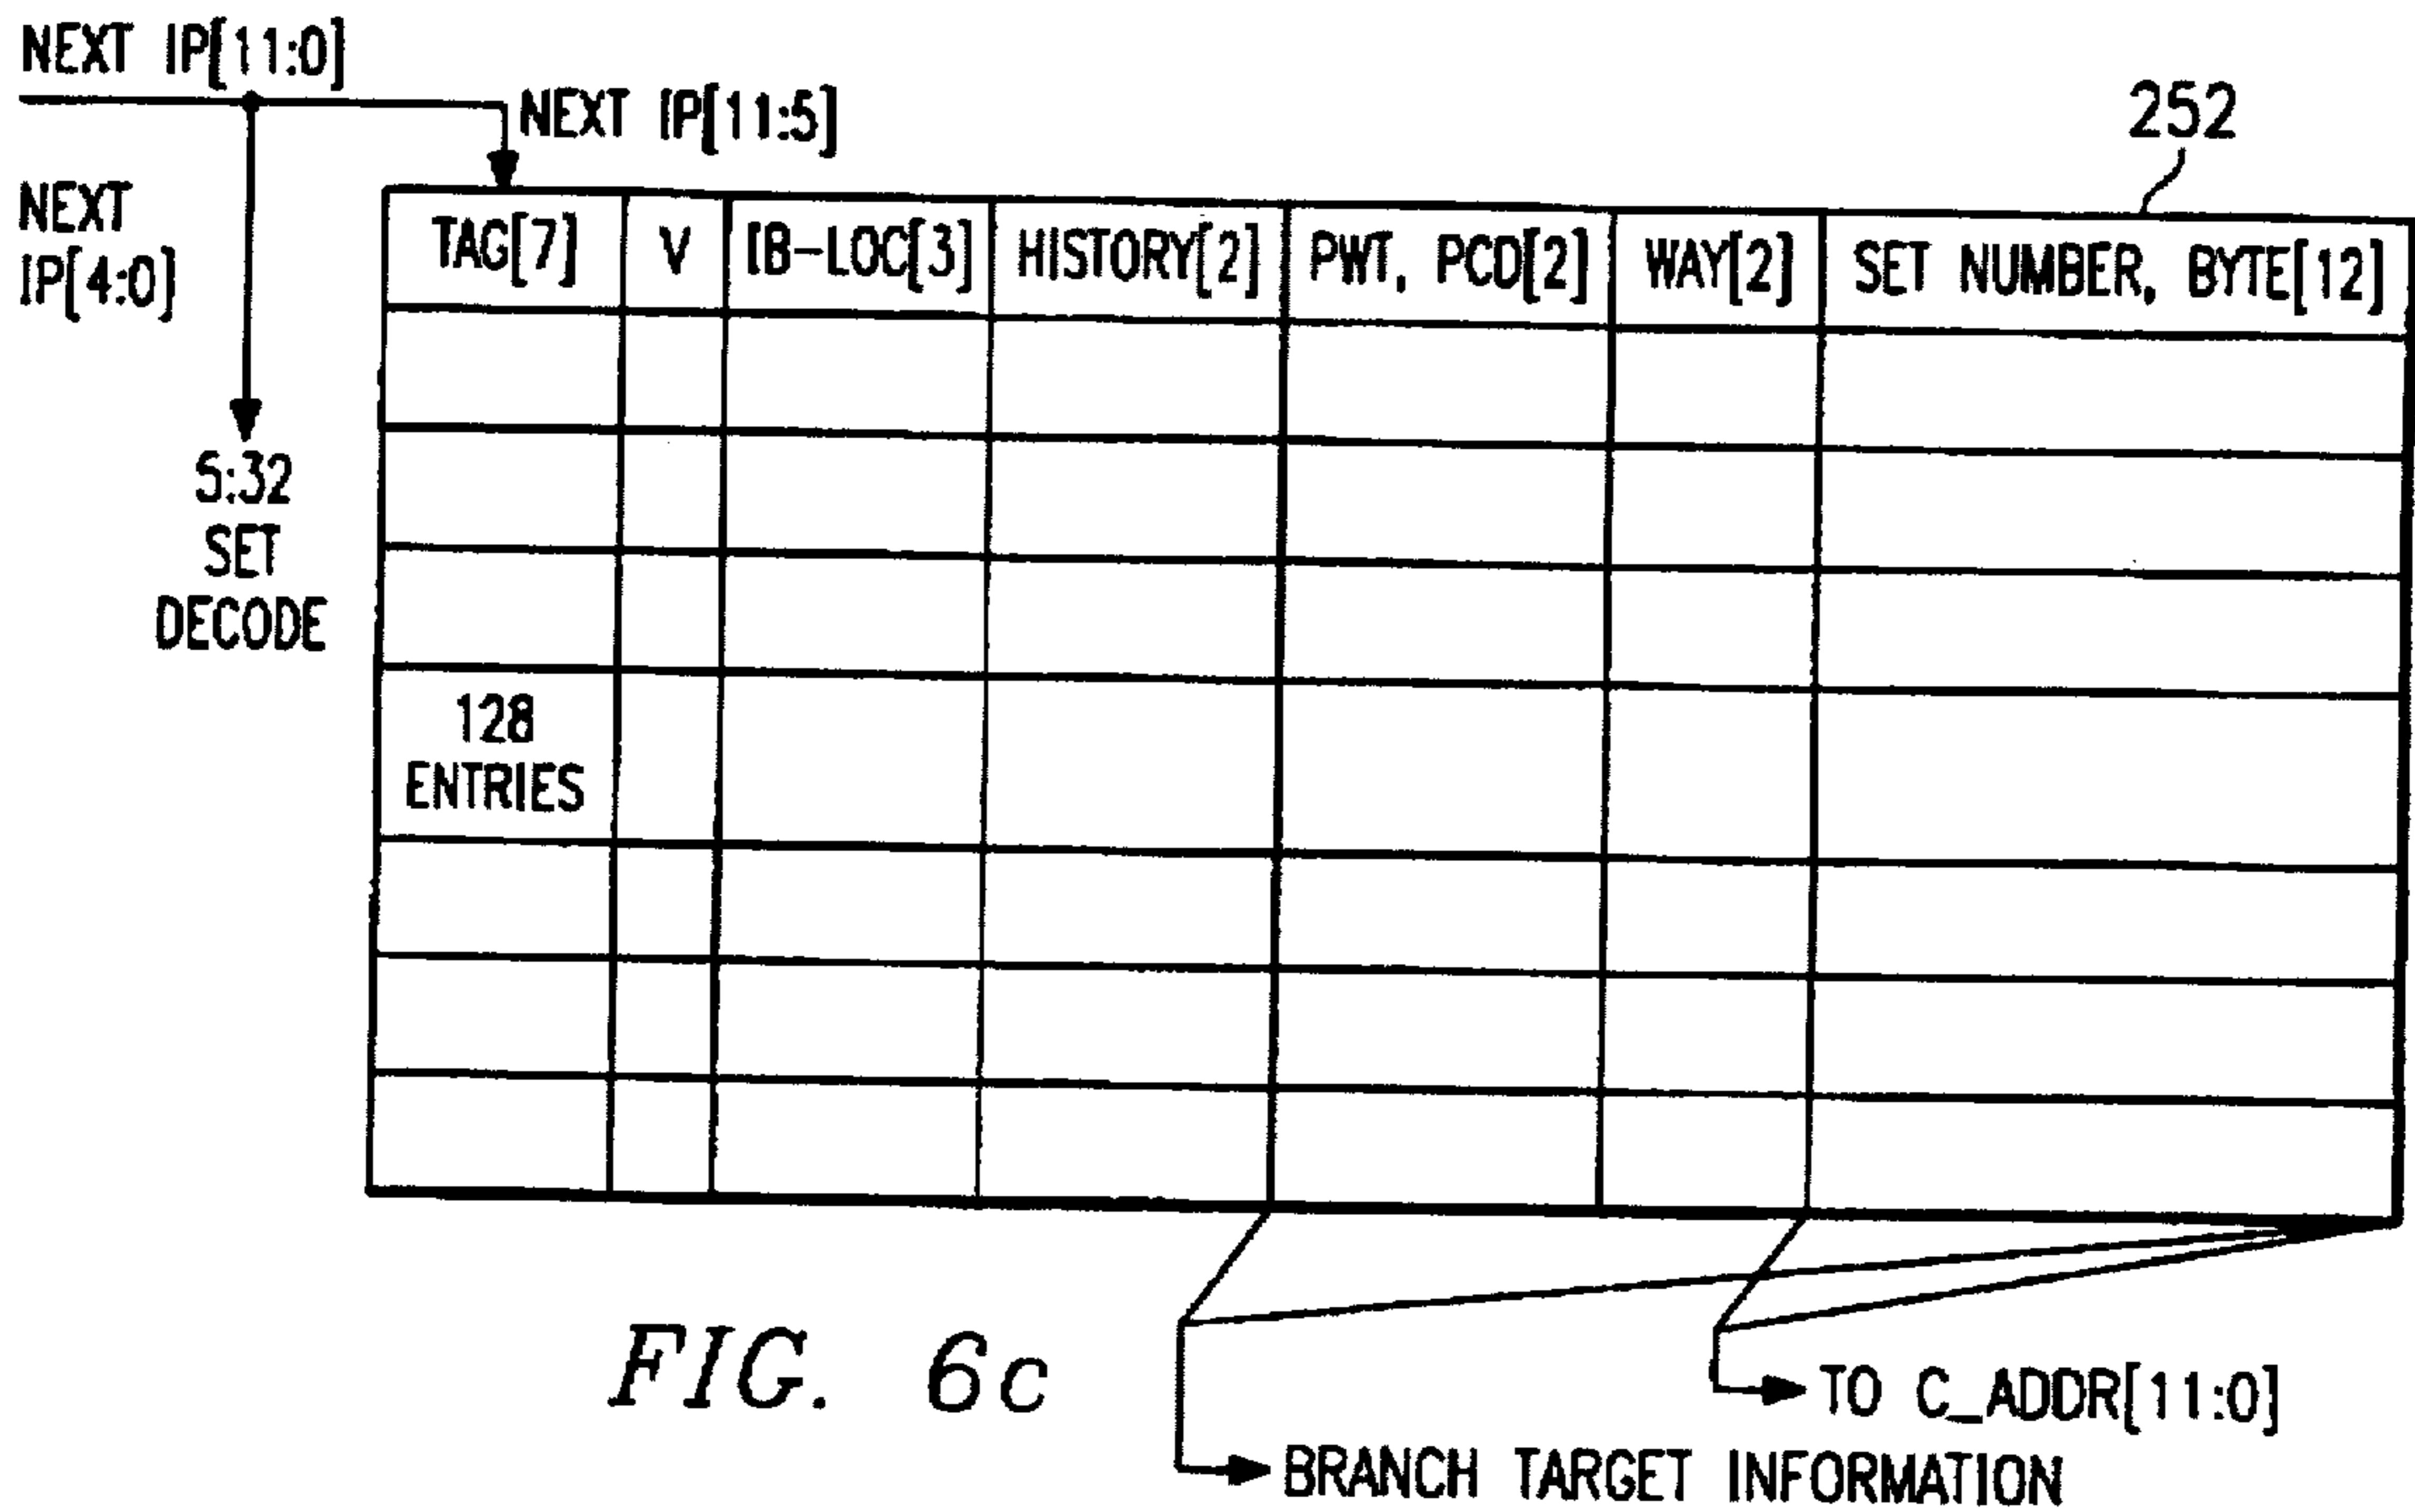 NEXT IP[11:0]
NEXT IP[11:5]
252
NEXT
IP[4:0]
TAG[7] V IB-LOC[3] HISTORY[2] PWT, PCD[2] WAY[2] SET NUMBER, BYTE[12]
5:32
SET
DECODE
128
ENTRIES
FIG. 6c
TO C_ADDR[11:0]
BRANCH TARGET INFORMATION